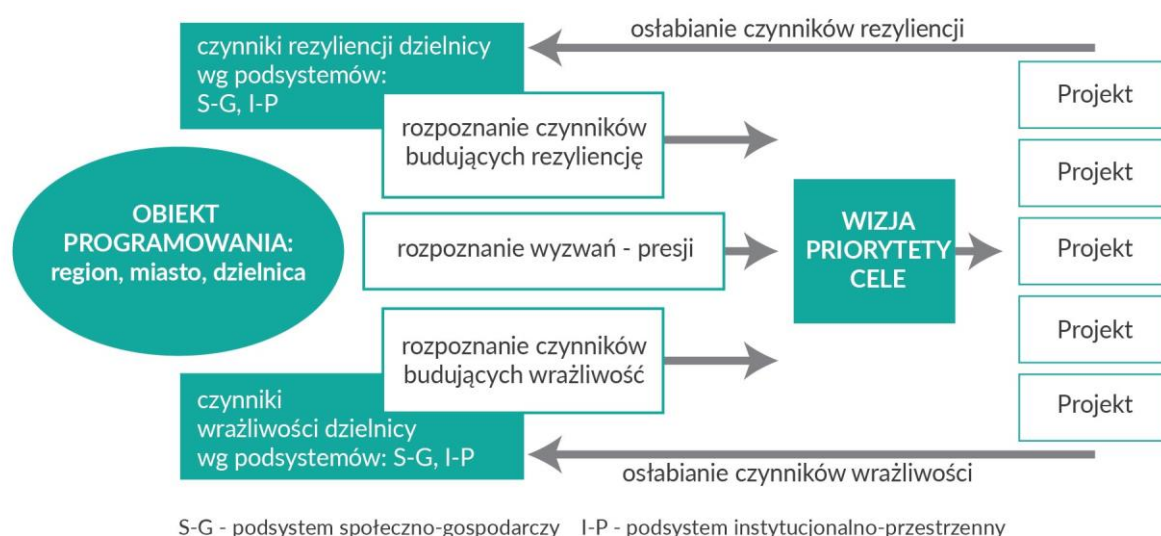 osłabianie czynników rezyliencji
czynniki rezyliencji dzielnicy
wg podsystemów:
S-G, I-P
rozpoznanie czynników
budujących rezyliencję
OBIEKT
PROGRAMOWANIA:
region, miasto, dzielnica
rozpoznanie wyzwań - presji
rozpoznanie czynników
budujących wrażliwość
czynniki
wrażliwości dzielnicy
wg podsystemów: S-G, I-P
WIZJA
PRIORYTETY
CELE
Projekt
Projekt
Projekt
Projekt
Projekt
osłabianie czynników wrażliwości
S-G - podsystem społeczno-gospodarczy I-P - podsystem instytucjonalno-przestrzenny